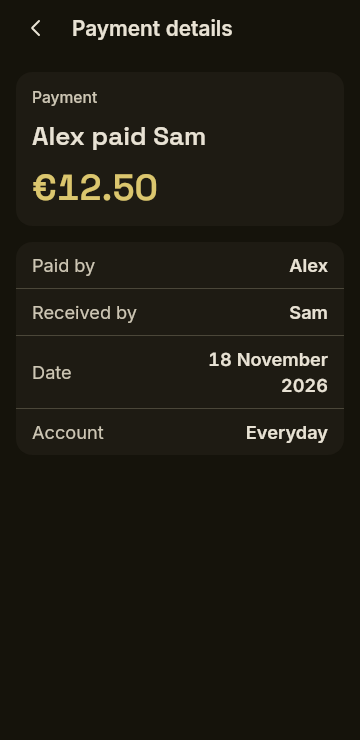 Payment details
Payment
Alex paid Sam
€12.50
Paid by Alex
Received by Sam
Date 18 November
2026
Account Everyday